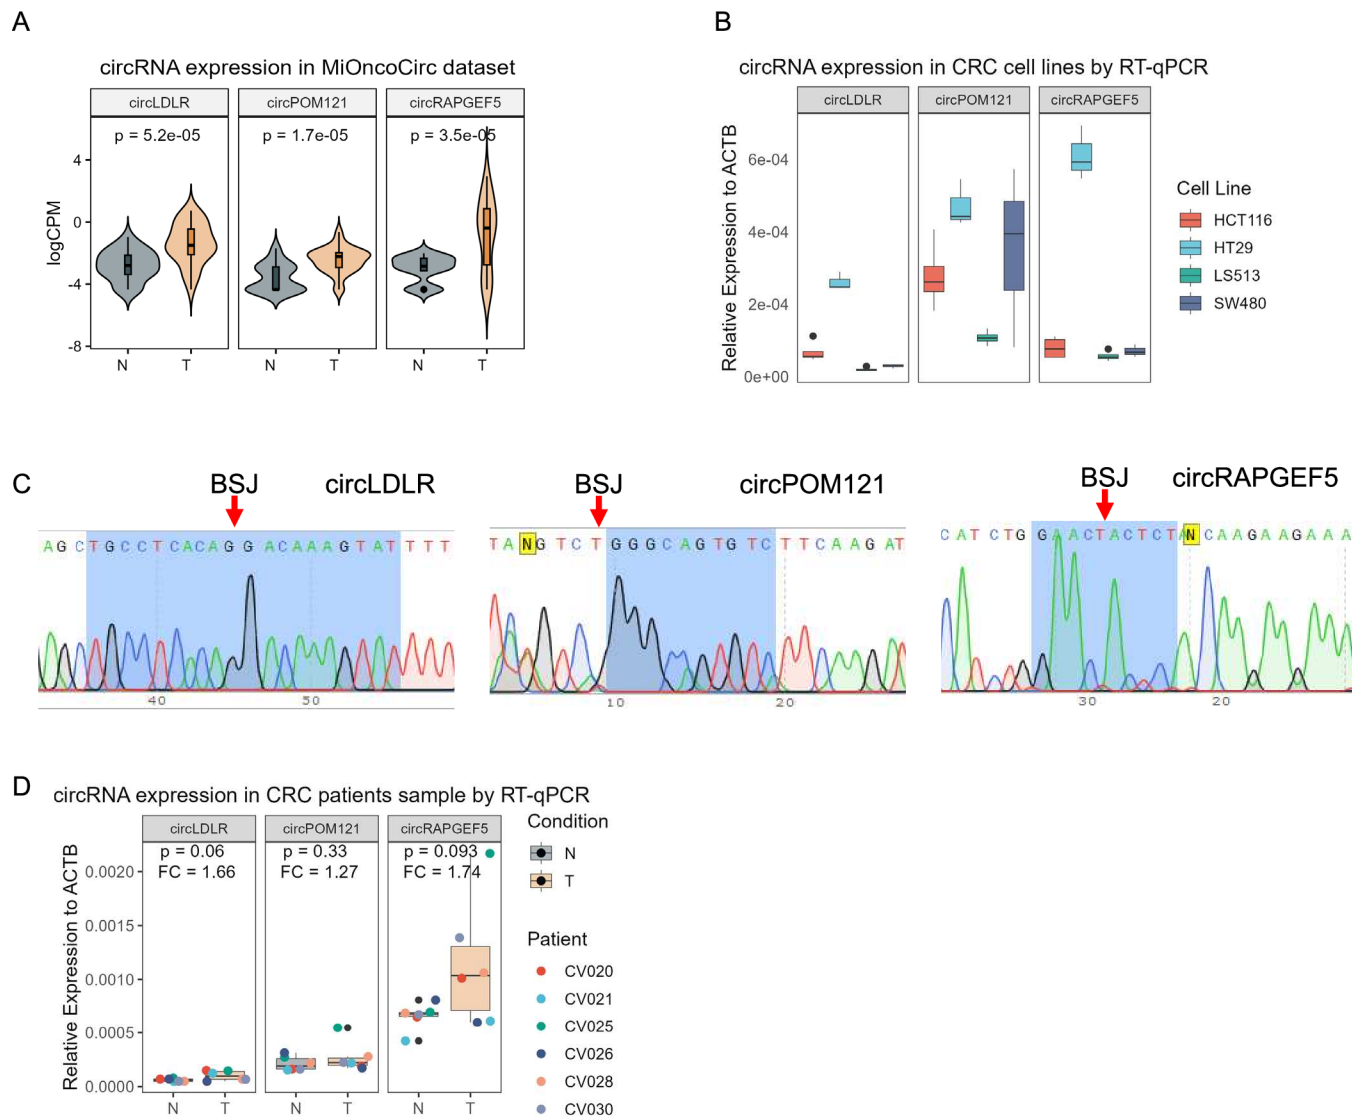 A
circRNA expression in MiOncoCirc dataset
circLDLR circPOM121 circRAPGEF5
p = 5.2e-05 p = 1.7e-05 p = 3.5e-05
logCPM
4
0
-4
-8
N T N T N T
B
circRNA expression in CRC cell lines by RT-qPCR
circLDLR circPOM121 circRAPGEF5
Relative Expression to ACTB
6e-04
4e-04
2e-04
0e+00
Cell Line
HCT116
HT29
LS513
SW480
C
BSJ circLDLR
A G C T G C C T C A C A G G A C A A A G T A T T T T
40 50
BSJ circPOM121
T A N G T C T G G G C A G T G T C T T C A A G A T
10 20
BSJ circRAPGEF5
C A T C T G G A A C T A C T C T A N C A A G A A G A A A
30 20
D
circRNA expression in CRC patients sample by RT-qPCR
circLDLR circPOM121 circRAPGEF5
p = 0.06 p = 0.33 p = 0.093
FC = 1.66 FC = 1.27 FC = 1.74
Relative Expression to ACTB
0.0020
0.0015
0.0010
0.0005
0.0000
N T N T N T
Condition
N
T
Patient
CV020
CV021
CV025
CV026
CV028
CV030